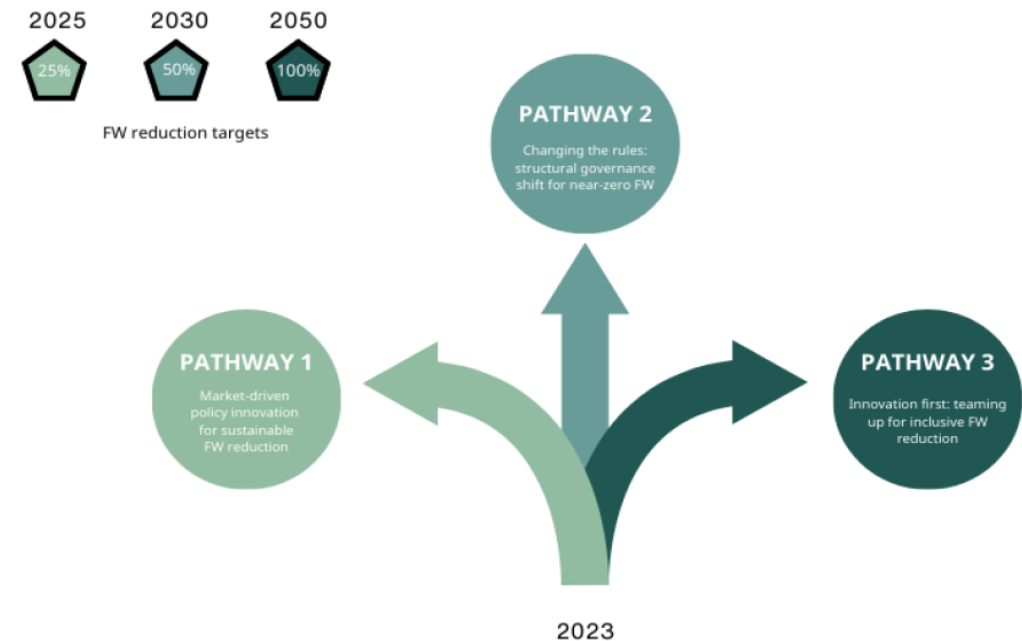 2025 2030 2050
25% 50% 100%
FW reduction targets
PATHWAY 2
Changing the rules:
structural governance
shift for near-zero FW
PATHWAY 1
Market-driven
policy innovation
for sustainable
FW reduction
PATHWAY 3
Innovation first: teaming
up for inclusive FW
reduction
2023